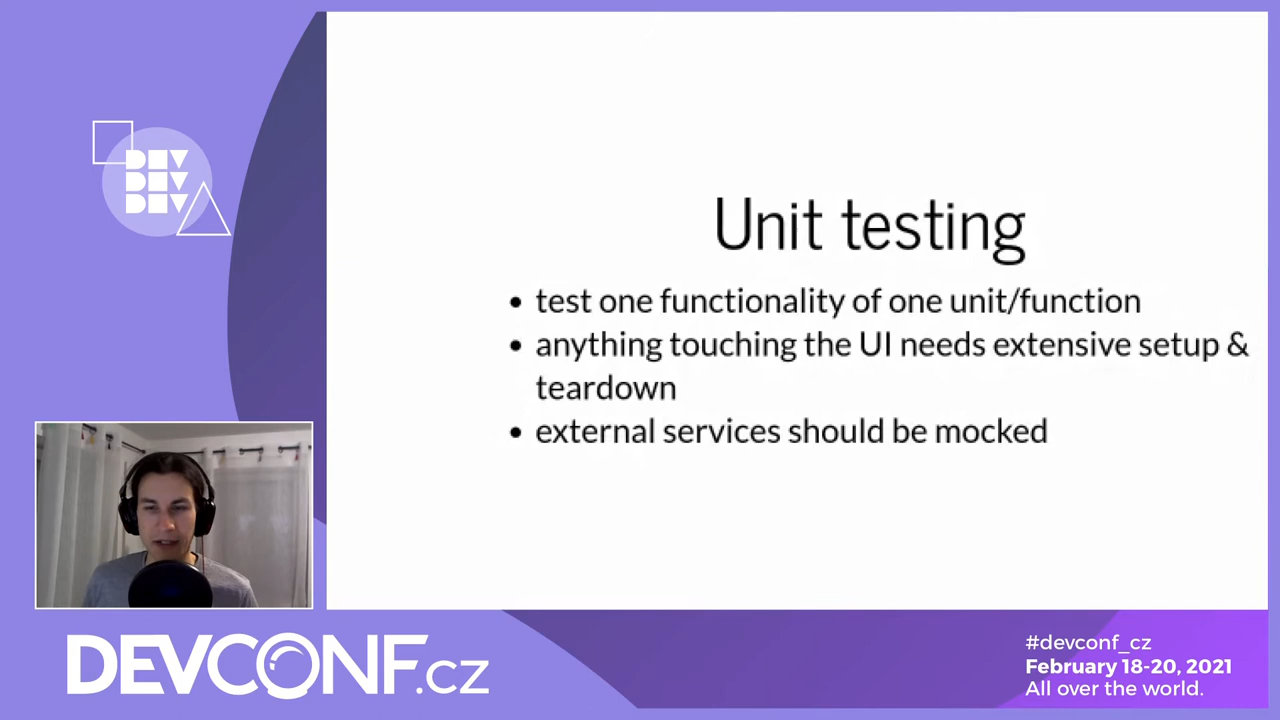 DEV
DEV
DEV
Unit testing
• test one functionality of one unit/function
• anything touching the UI needs extensive setup &
teardown
• external services should be mocked
DEVCONF.cz
#devconf_cz
February 18-20, 2021
All over the world.